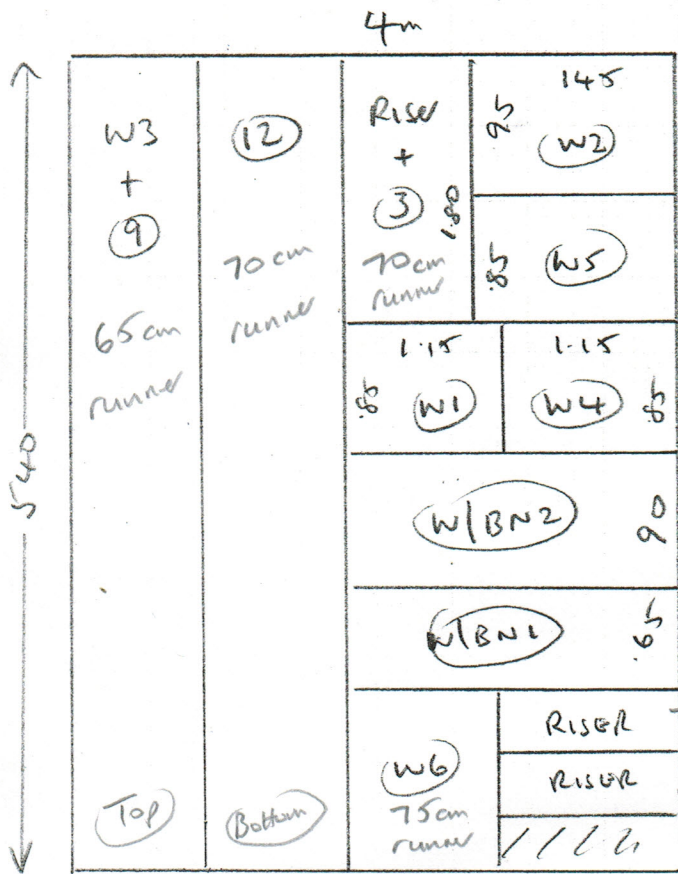 4m
540
W3
+
9
65cm
runner
Top
12
70cm
runner
Bottom
Riser
+
3
1.80
70cm
runner
145
95
W2
.85
W5
1.15
.85
W1
1.15
W4
.85
W/BN2
90
W/BN1
.65
W6
75cm
runner
RISER
RISER